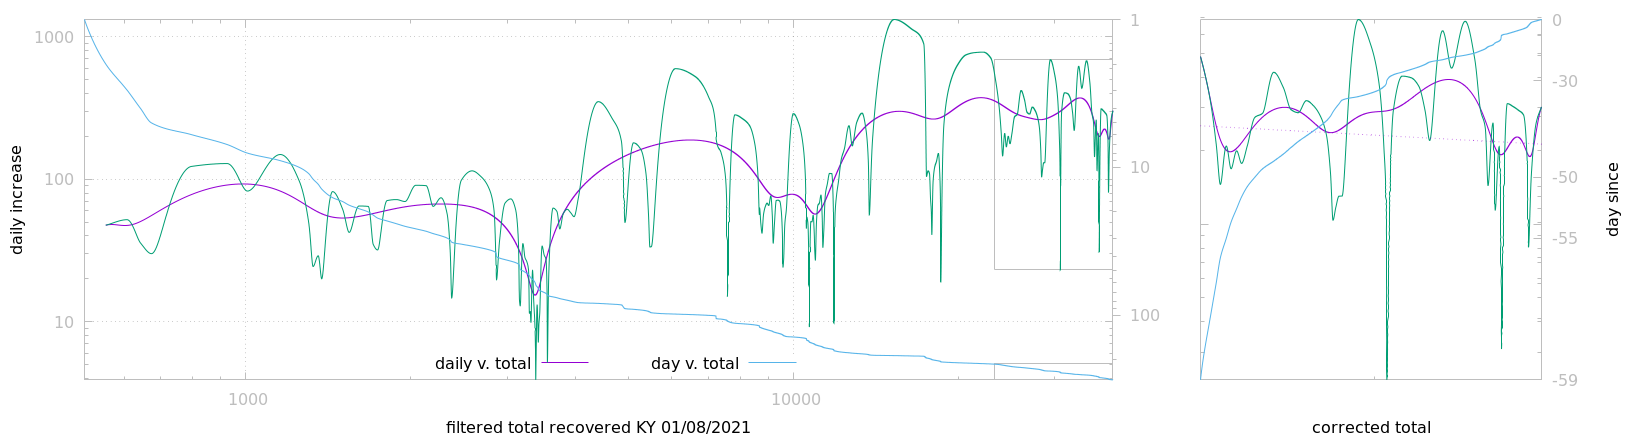 1000
100
10
daily increase
1000
10000
1
10
100
daily v. total
day v. total
filtered total recovered KY 01/08/2021
0
-30
-50
-55
-59
day since
corrected total